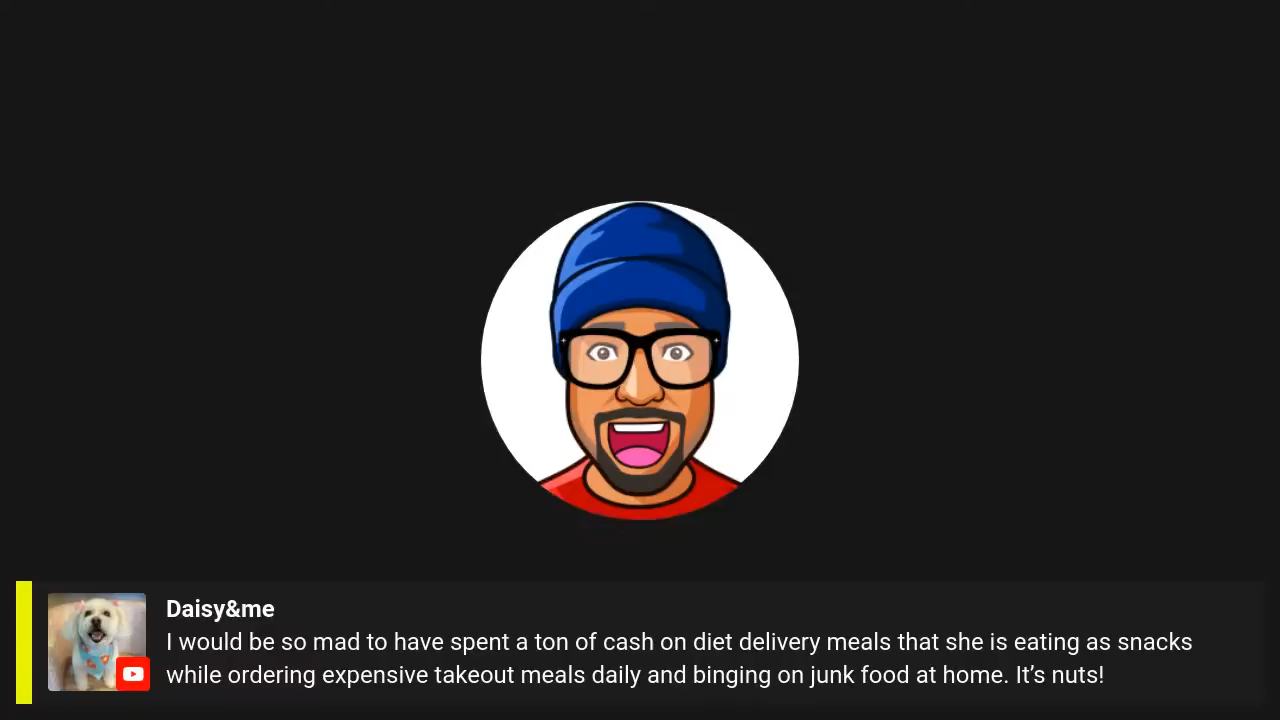 Daisy&me
I would be so mad to have spent a ton of cash on diet delivery meals that she is eating as snacks
while ordering expensive takeout meals daily and binging on junk food at home. It’s nuts!